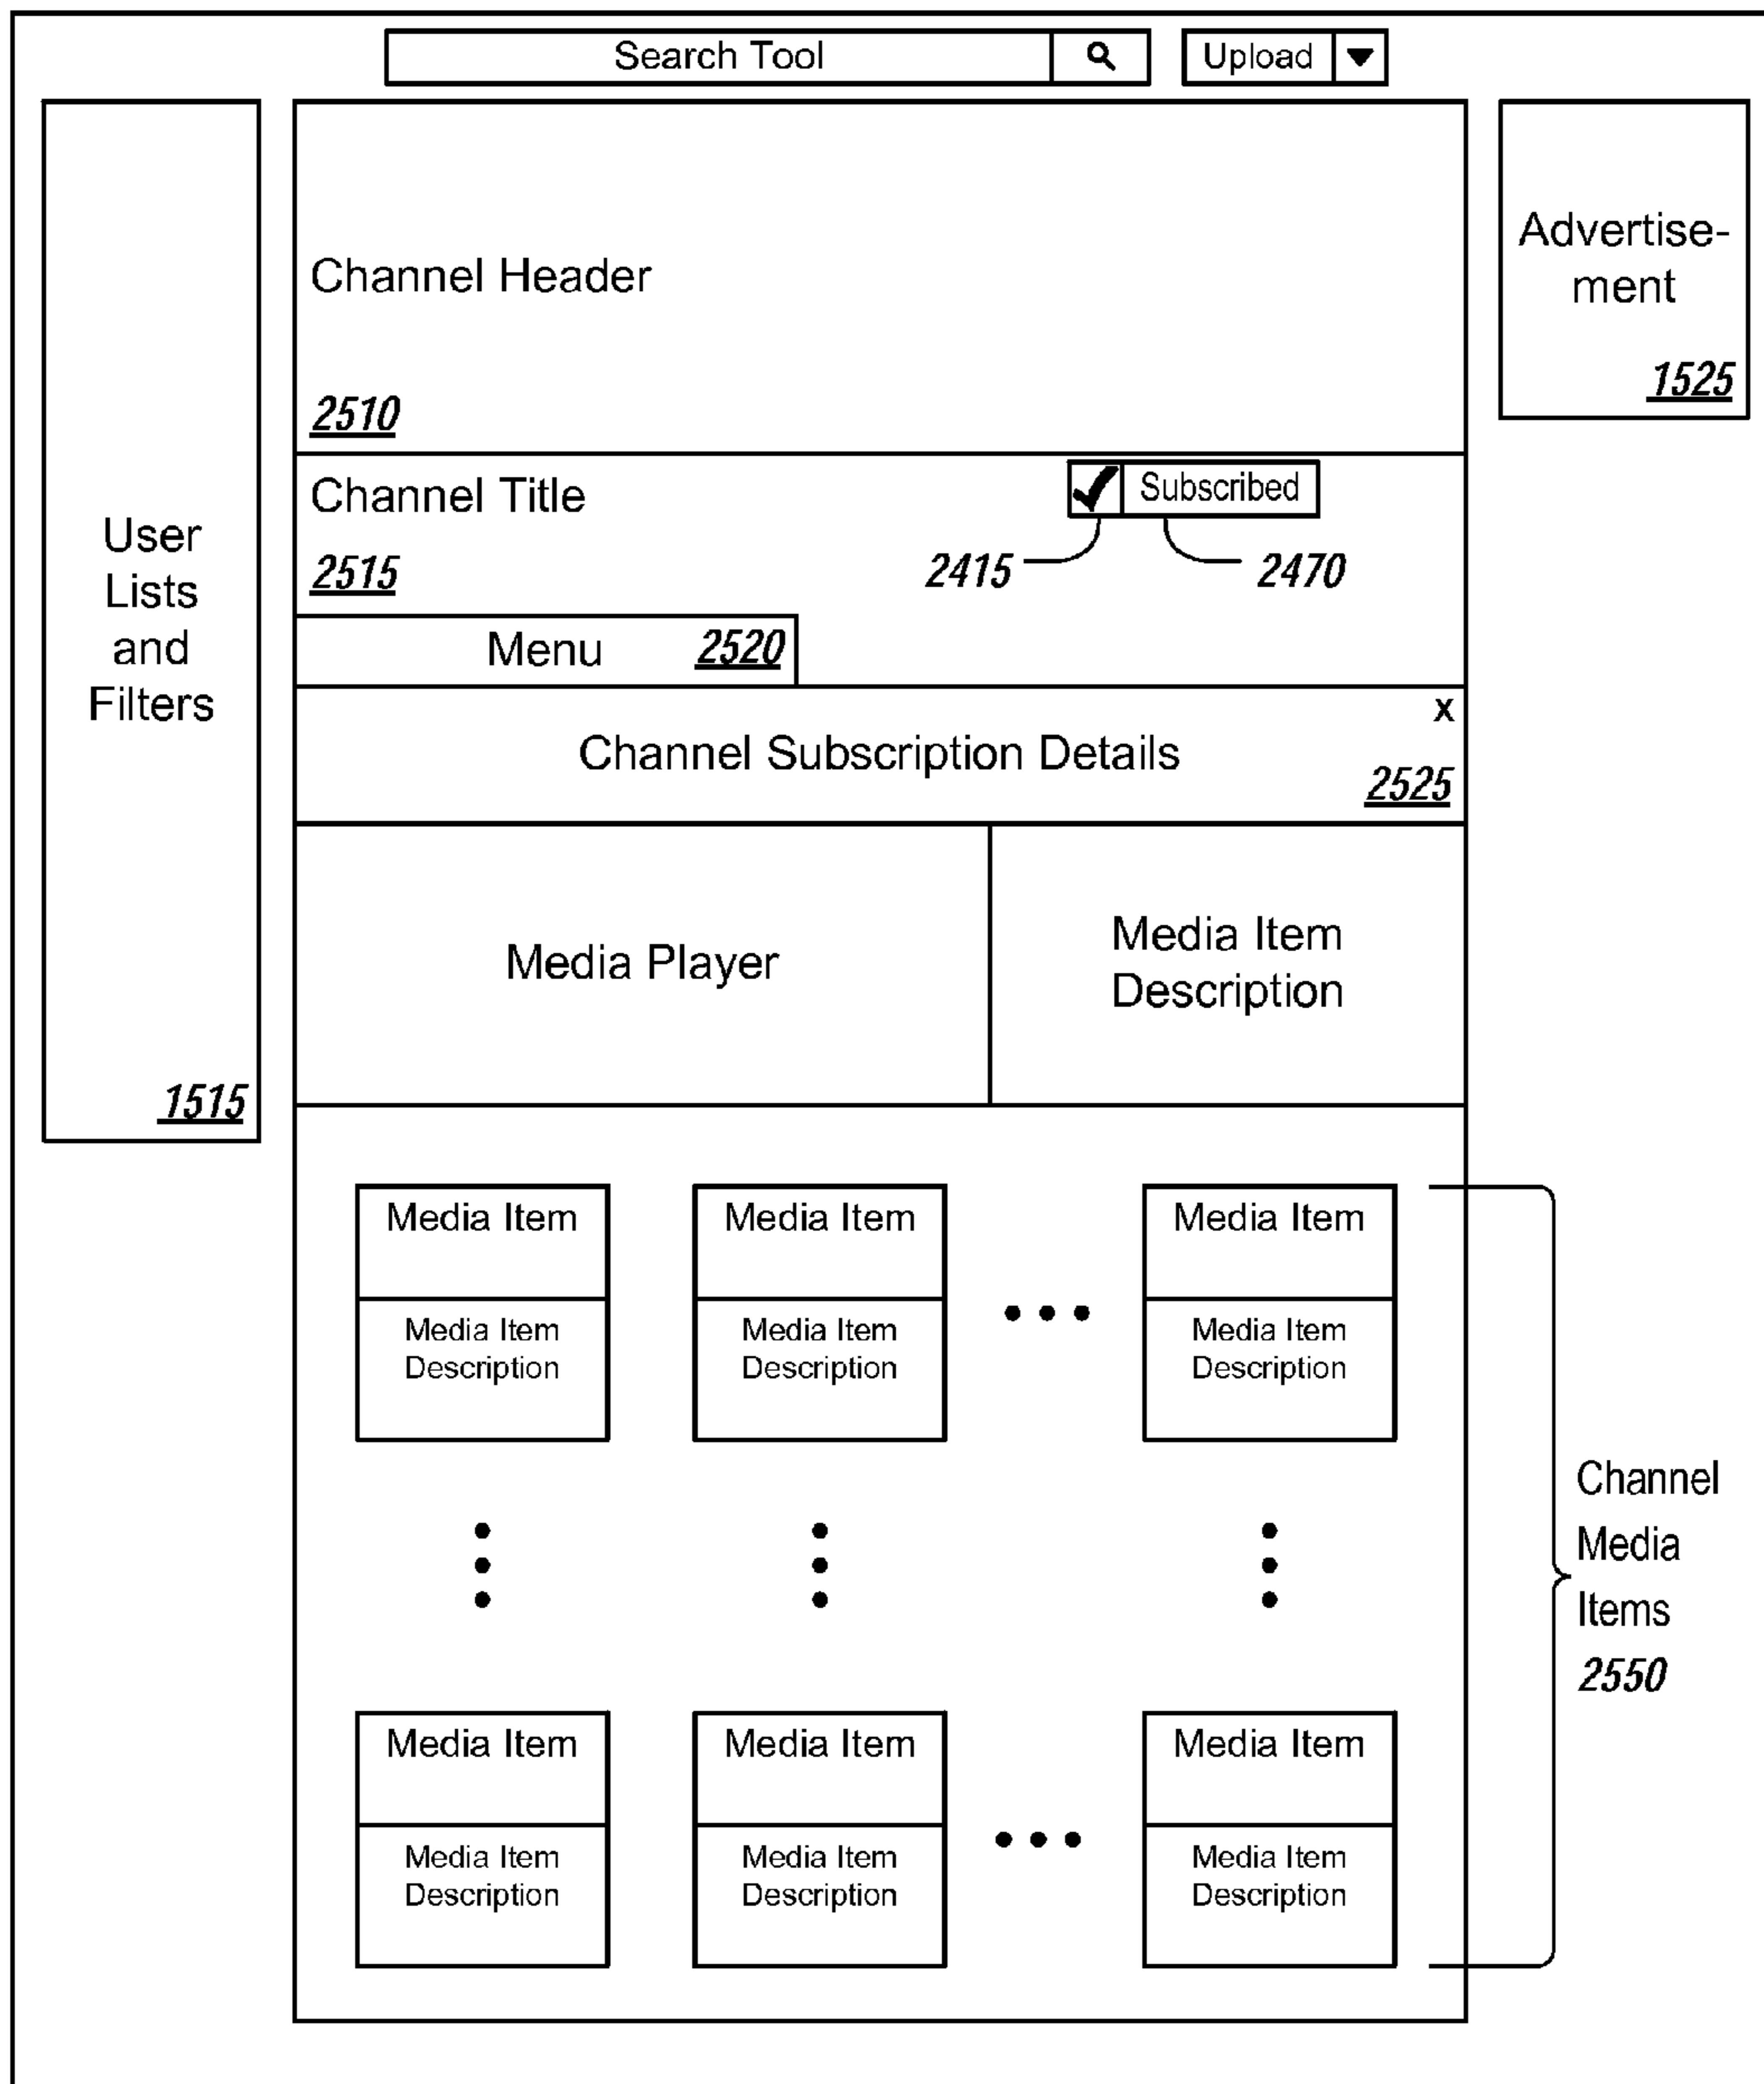 Search Tool
Upload
User
Lists
and
Filters
1515
Channel Header
2510
Advertise-
ment
1525
Channel Title
2515
Subscribed
2415
2470
Menu
2520
x
Channel Subscription Details
2525
Media Player
Media Item
Description
Media Item
Media Item
Description
Media Item
Media Item
Description
Media Item
Media Item
Description
Channel
Media
Items
2550
Media Item
Media Item
Description
Media Item
Media Item
Description
Media Item
Media Item
Description